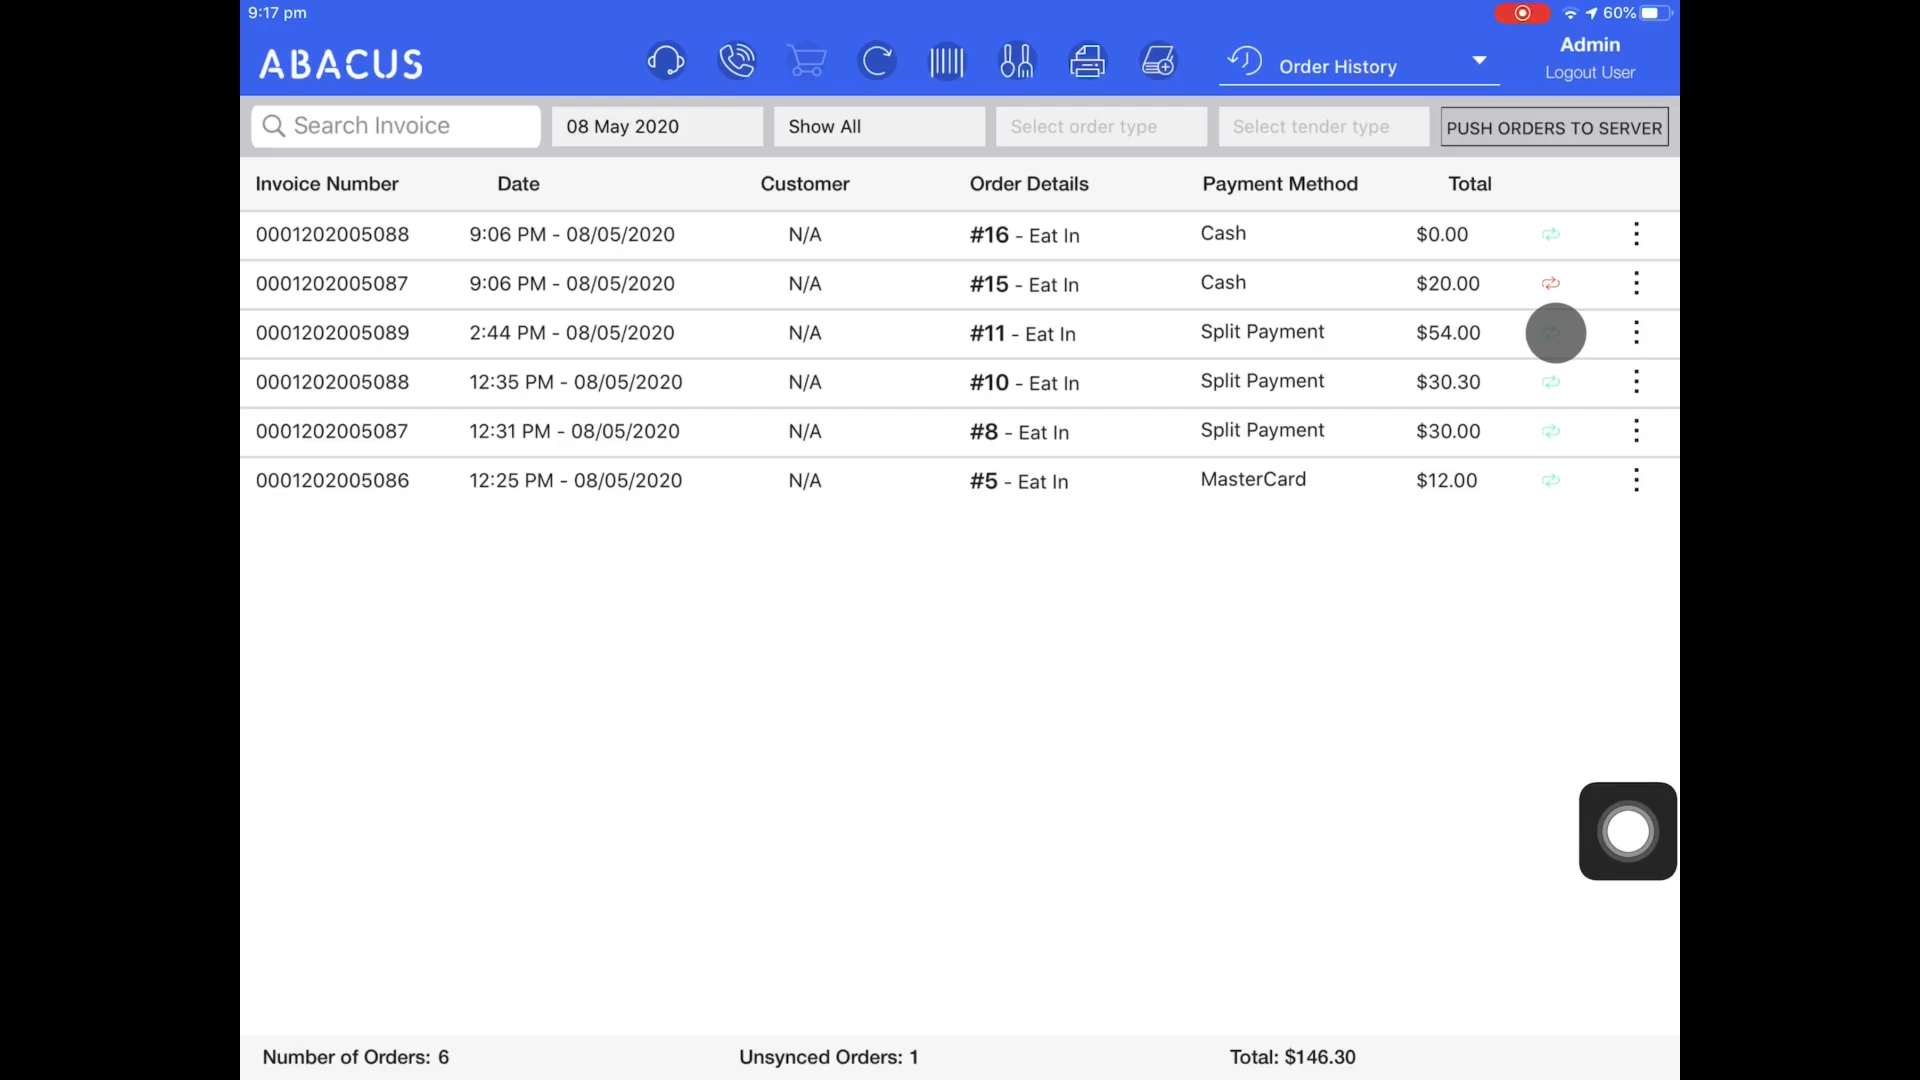 9:17 pm
60%
ABACUS
Order History
Admin
Logout User
Search Invoice
08 May 2020
Show All
Select order type
Select tender type
PUSH ORDERS TO SERVER
Invoice Number Date Customer Order Details Payment Method Total
0001202005088 9:06 PM - 08/05/2020 N/A #16 - Eat In Cash $0.00
0001202005087 9:06 PM - 08/05/2020 N/A #15 - Eat In Cash $20.00
0001202005089 2:44 PM - 08/05/2020 N/A #11 - Eat In Split Payment $54.00
0001202005088 12:35 PM - 08/05/2020 N/A #10 - Eat In Split Payment $30.30
0001202005087 12:31 PM - 08/05/2020 N/A #8 - Eat In Split Payment $30.00
0001202005086 12:25 PM - 08/05/2020 N/A #5 - Eat In MasterCard $12.00
Number of Orders: 6 Unsynced Orders: 1 Total: $146.30